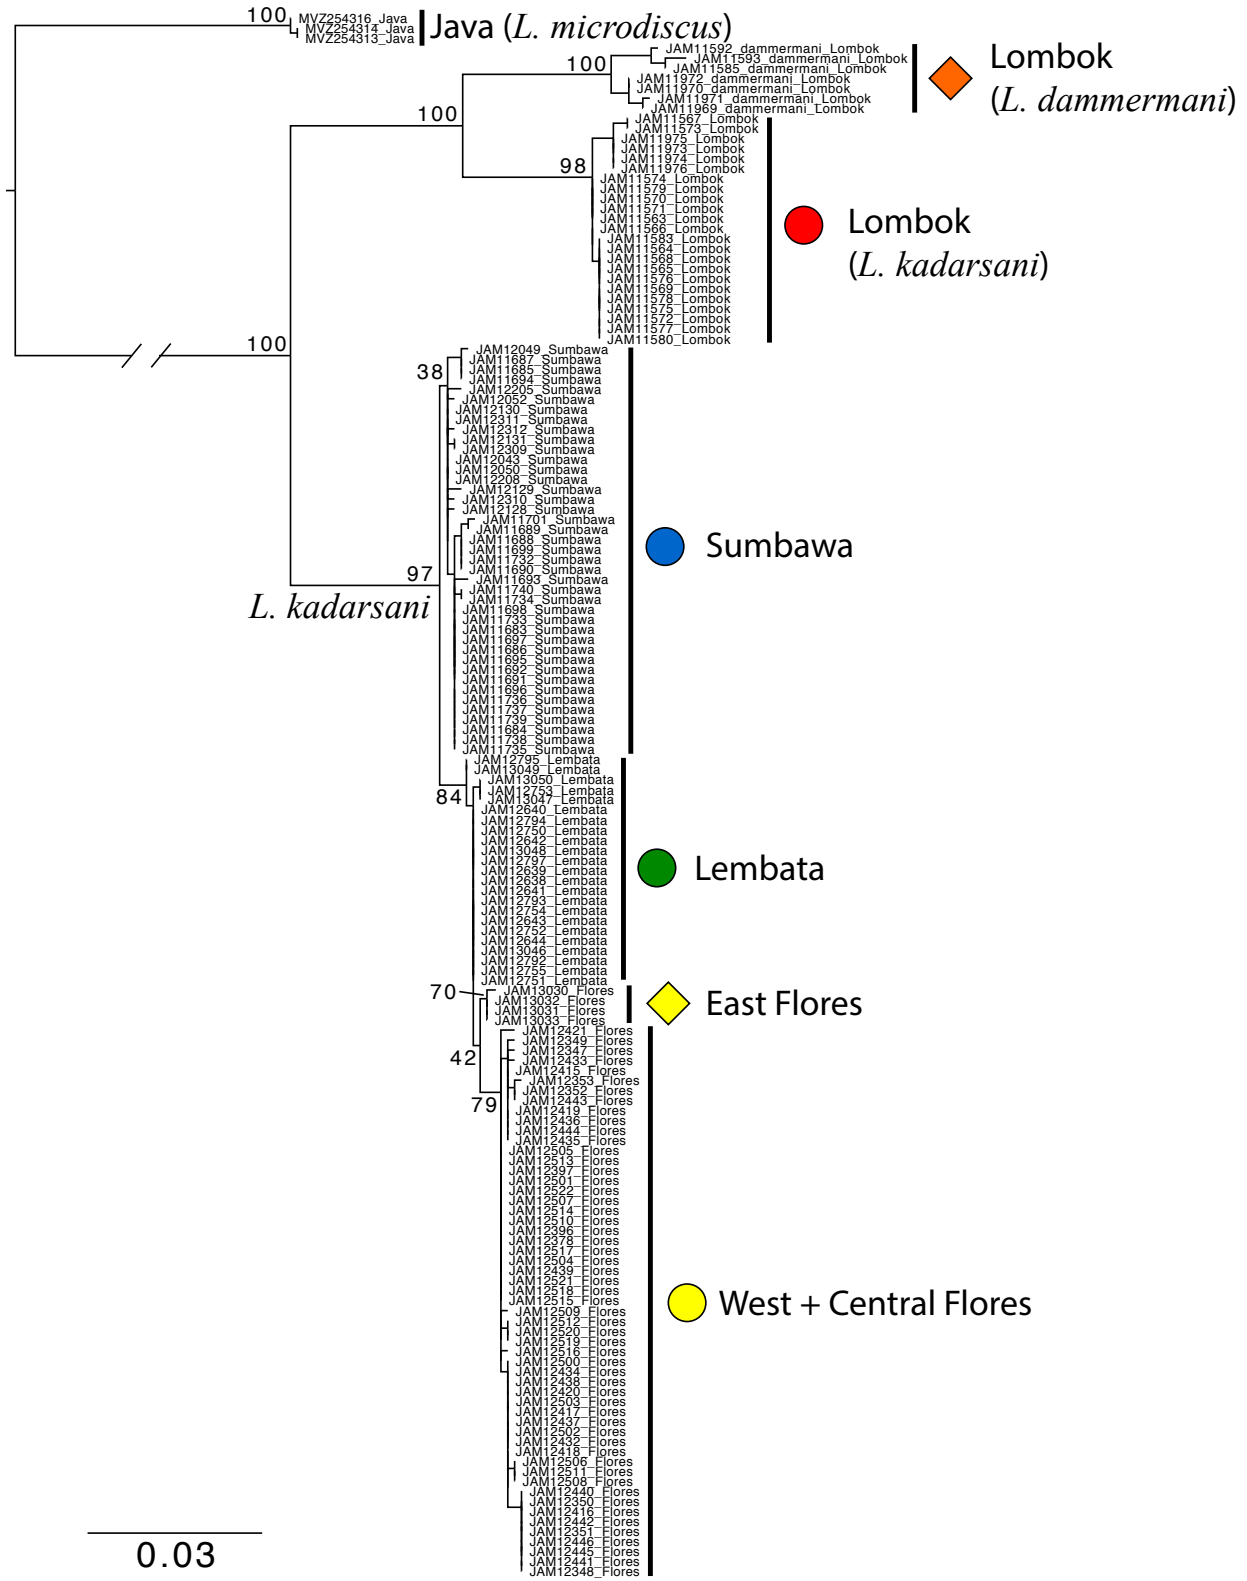 100
MVZ254316_Java
MVZ254314_Java
MVZ254313_Java
Java (L. microdiscus)
JAM11592_dammermani_Lombok
JAM11593_dammermani_Lombok
JAM11585_dammermani_Lombok
JAM11972_dammermani_Lombok
JAM11970_dammermani_Lombok
JAM11971_dammermani_Lombok
JAM11969_dammermani_Lombok
100
Lombok
(L. dammermani)
100
JAM11567_Lombok
JAM11573_Lombok
JAM11975_Lombok
JAM11973_Lombok
JAM11974_Lombok
JAM11976_Lombok
98
JAM11574_Lombok
JAM11579_Lombok
JAM11570_Lombok
JAM11571_Lombok
JAM11563_Lombok
JAM11566_Lombok
JAM11583_Lombok
JAM11564_Lombok
JAM11568_Lombok
JAM11565_Lombok
JAM11576_Lombok
JAM11569_Lombok
JAM11578_Lombok
JAM11575_Lombok
JAM11572_Lombok
JAM11577_Lombok
JAM11580_Lombok
Lombok
(L. kadarsani)
100
JAM12049_Sumbawa
JAM11687_Sumbawa
JAM11685_Sumbawa
JAM11694_Sumbawa
38
JAM12205_Sumbawa
JAM12052_Sumbawa
JAM12130_Sumbawa
JAM12311_Sumbawa
JAM12312_Sumbawa
JAM12131_Sumbawa
JAM12309_Sumbawa
JAM12043_Sumbawa
JAM12050_Sumbawa
JAM12208_Sumbawa
JAM12129_Sumbawa
JAM12310_Sumbawa
JAM12128_Sumbawa
JAM11701_Sumbawa
JAM11689_Sumbawa
JAM11688_Sumbawa
JAM11699_Sumbawa
JAM11732_Sumbawa
JAM11690_Sumbawa
JAM11693_Sumbawa
JAM11740_Sumbawa
JAM11734_Sumbawa
JAM11698_Sumbawa
JAM11733_Sumbawa
JAM11683_Sumbawa
JAM11697_Sumbawa
JAM11686_Sumbawa
JAM11695_Sumbawa
JAM11692_Sumbawa
JAM11691_Sumbawa
JAM11696_Sumbawa
JAM11736_Sumbawa
JAM11737_Sumbawa
JAM11739_Sumbawa
JAM11684_Sumbawa
JAM11738_Sumbawa
JAM11735_Sumbawa
Sumbawa
97
L. kadarsani
JAM12795_Lembata
JAM13049_Lembata
JAM13050_Lembata
JAM12753_Lembata
JAM13047_Lembata
84
JAM12640_Lembata
JAM12794_Lembata
JAM12750_Lembata
JAM12642_Lembata
JAM13048_Lembata
JAM12797_Lembata
JAM12639_Lembata
JAM12638_Lembata
JAM12641_Lembata
JAM12793_Lembata
JAM12754_Lembata
JAM12643_Lembata
JAM12752_Lembata
JAM12644_Lembata
JAM13046_Lembata
JAM12792_Lembata
JAM12755_Lembata
JAM12751_Lembata
Lembata
70
JAM13030_Flores
JAM13032_Flores
JAM13031_Flores
JAM13033_Flores
East Flores
42
JAM12421_Flores
JAM12349_Flores
JAM12347_Flores
JAM12433_Flores
JAM12415_Flores
JAM12353_Flores
JAM12352_Flores
JAM12443_Flores
79
JAM12419_Flores
JAM12436_Flores
JAM12444_Flores
JAM12435_Flores
JAM12505_Flores
JAM12513_Flores
JAM12397_Flores
JAM12501_Flores
JAM12522_Flores
JAM12507_Flores
JAM12514_Flores
JAM12510_Flores
JAM12396_Flores
JAM12378_Flores
JAM12517_Flores
JAM12504_Flores
JAM12439_Flores
JAM12521_Flores
JAM12518_Flores
JAM12515_Flores
JAM12509_Flores
JAM12512_Flores
JAM12520_Flores
JAM12519_Flores
JAM12516_Flores
JAM12500_Flores
JAM12434_Flores
JAM12438_Flores
JAM12420_Flores
JAM12503_Flores
JAM12417_Flores
JAM12437_Flores
JAM12502_Flores
JAM12432_Flores
JAM12418_Flores
JAM12506_Flores
JAM12511_Flores
JAM12508_Flores
JAM12440_Flores
JAM12350_Flores
JAM12416_Flores
JAM12442_Flores
JAM12351_Flores
JAM12446_Flores
JAM12445_Flores
JAM12441_Flores
JAM12348_Flores
West + Central Flores
0.03